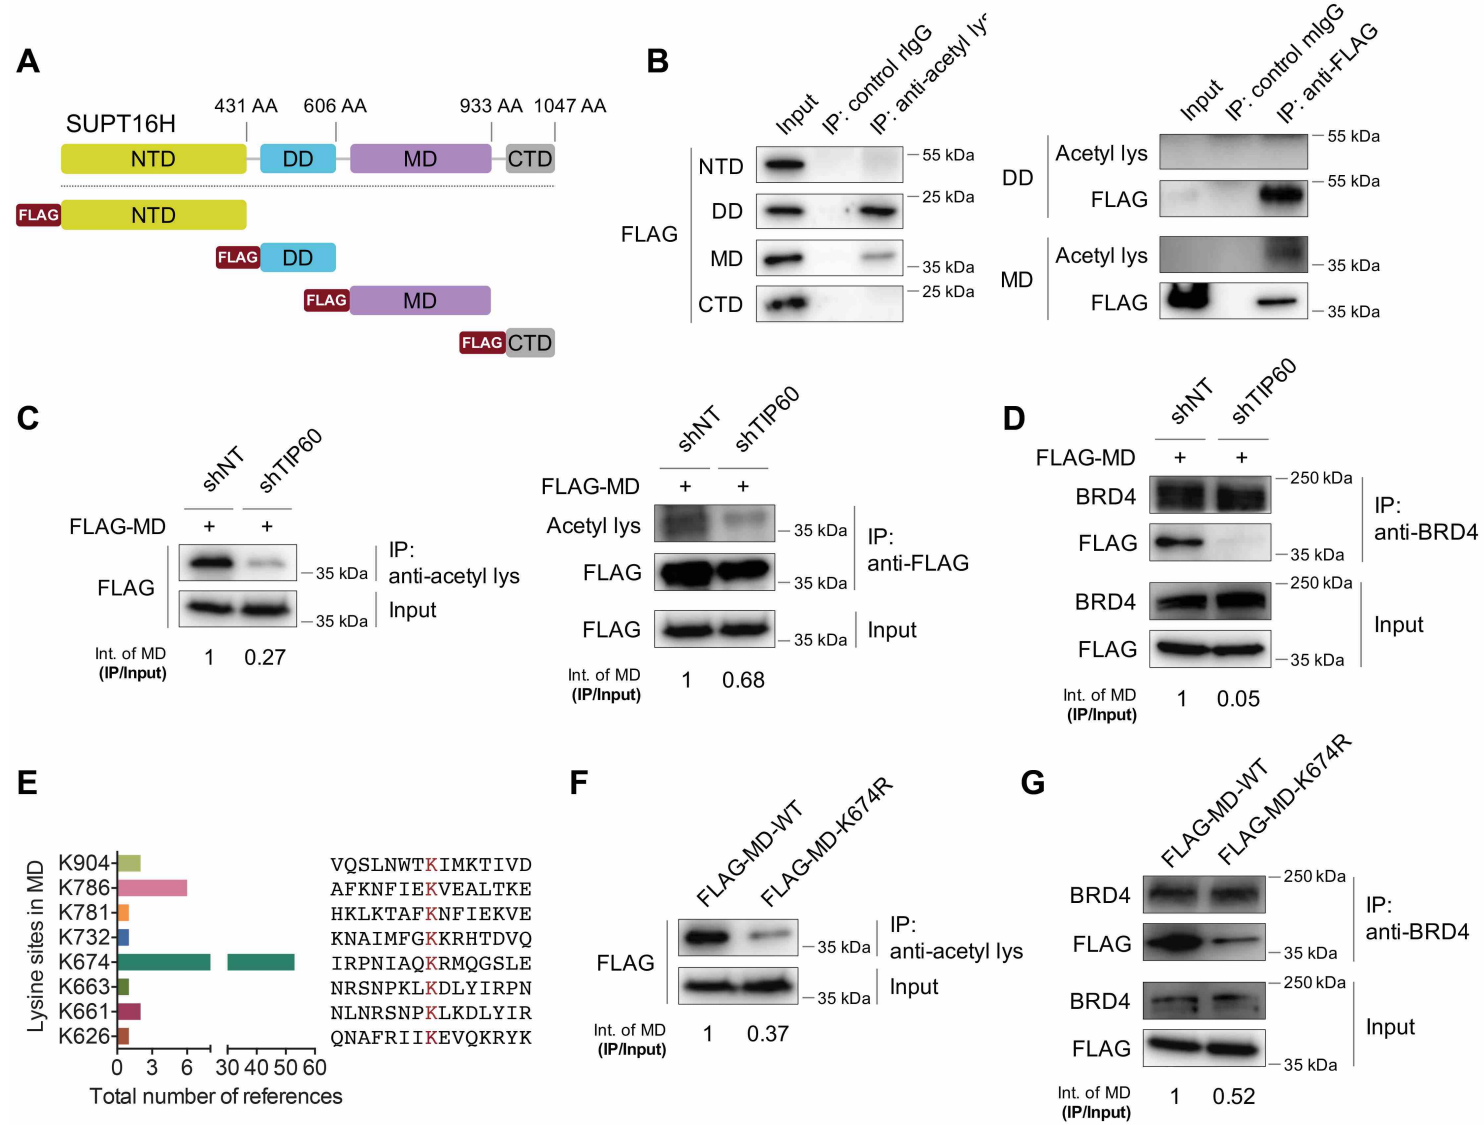 A
431 AA 606 AA 933 AA 1047 AA
SUPT16H
NTD DD MD CTD
FLAG NTD
FLAG DD
FLAG MD
FLAG CTD
B
Input IP: control rIgG IP: anti-acetyl lys
FLAG
NTD 55 kDa
DD 25 kDa
MD 35 kDa
CTD 25 kDa
Input IP: control mIgG IP: anti-FLAG
DD
Acetyl lys 55 kDa
FLAG 55 kDa
MD
Acetyl lys 35 kDa
FLAG 35 kDa
C
shNT shTIP60
FLAG-MD + +
FLAG
35 kDa IP: anti-acetyl lys
35 kDa Input
Int. of MD (IP/Input) 1 0.27
shNT shTIP60
FLAG-MD + +
Acetyl lys 35 kDa
FLAG 35 kDa
IP: anti-FLAG
FLAG 35 kDa Input
Int. of MD (IP/Input) 1 0.68
D
shNT shTIP60
FLAG-MD + +
BRD4 250 kDa
FLAG 35 kDa
IP: anti-BRD4
BRD4 250 kDa
FLAG 35 kDa
Input
Int. of MD (IP/Input) 1 0.05
E
Lysine sites in MD
K904 VQSLNWTKIMKTIVD
K786 AFKNFIEKVEALTKE
K781 HKLKTAFKNFIEKVE
K732 KNAIMFGKKRHTDVQ
K674 IRPNIAQKRMQGSLE
K663 NRSNPKLKDLYIRPN
K661 NLNRSNPKLKDLYIR
K626 QNAFRIIKEVQKRYK
0 3 6 30 40 50 60
Total number of references
F
FLAG-MD-WT FLAG-MD-K674R
FLAG
35 kDa IP: anti-acetyl lys
35 kDa Input
Int. of MD (IP/Input) 1 0.37
G
FLAG-MD-WT FLAG-MD-K674R
BRD4 250 kDa
FLAG 35 kDa
IP: anti-BRD4
BRD4 250 kDa
FLAG 35 kDa
Input
Int. of MD (IP/Input) 1 0.52